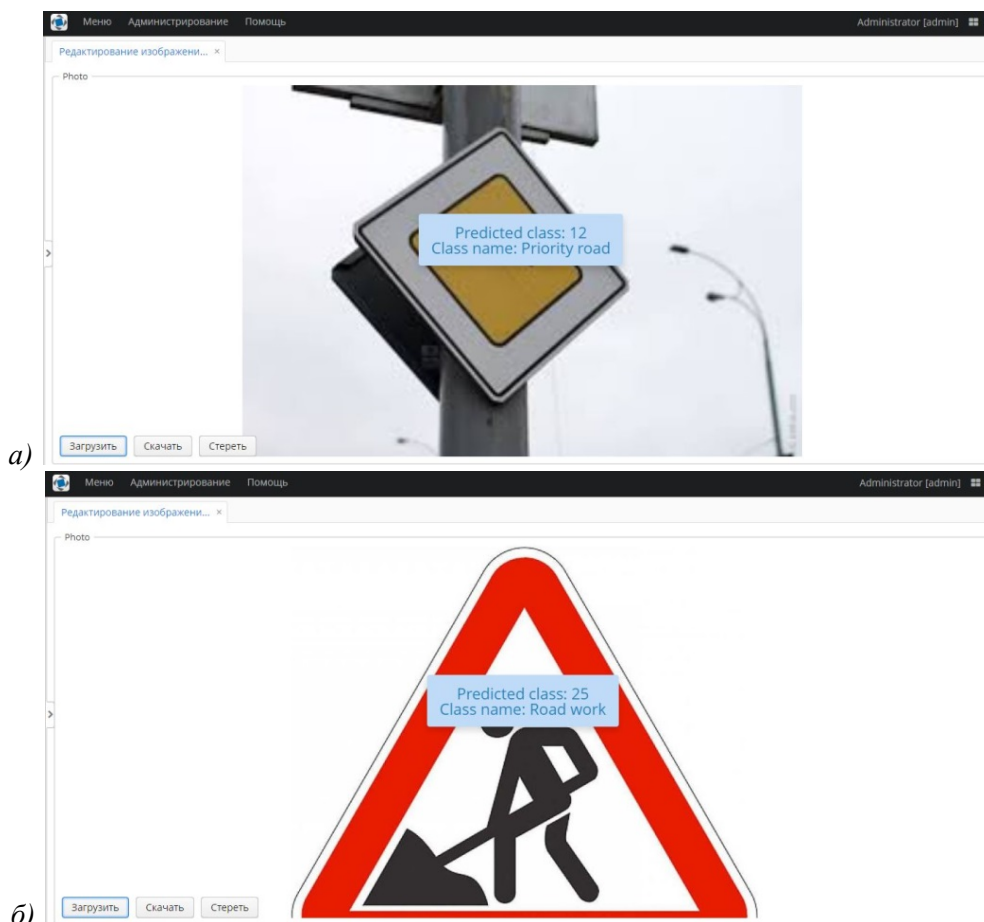 Меню Администрирование Помощь Administrator [admin]
Редактирование изображени... ×
Photo
Predicted class: 12
Class name: Priority road
Загрузить Скачать Стереть
а)
Меню Администрирование Помощь Administrator [admin]
Редактирование изображени... ×
Photo
Predicted class: 25
Class name: Road work
Загрузить Скачать Стереть
б)